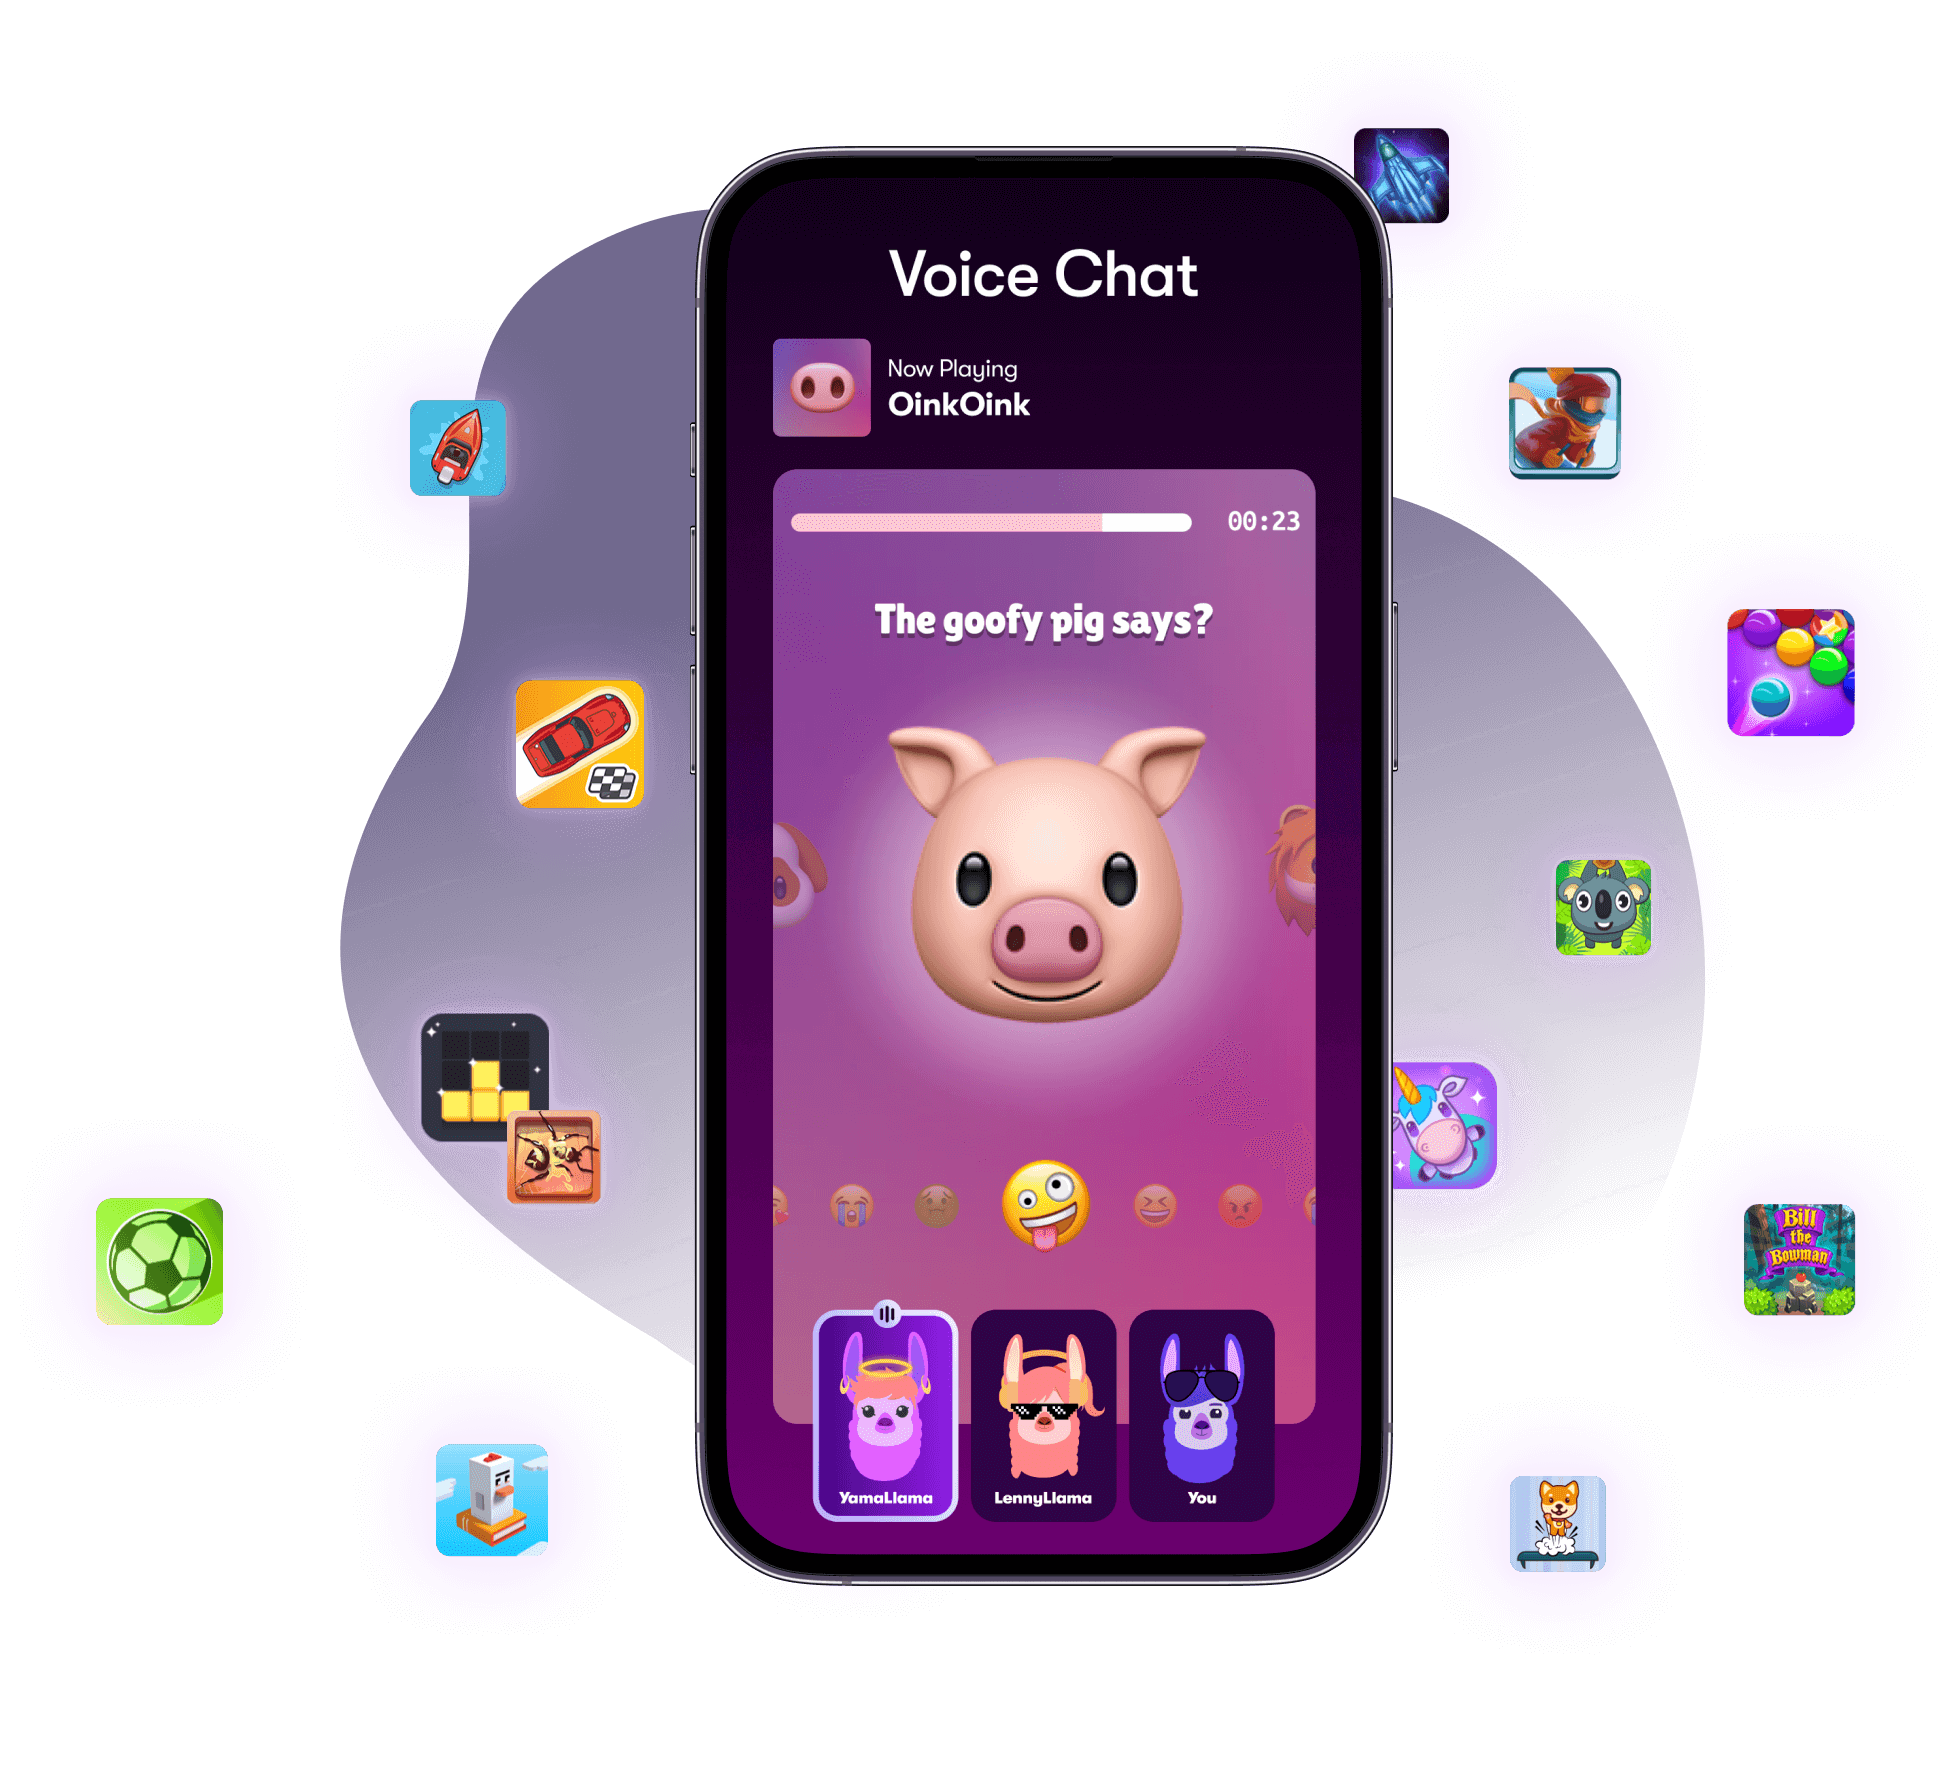 Voice Chat
Now Playing
OinkOink
00:23
The goofy pig says?
Bill
the
Bowman
YamaLlama
LennyLlama
You